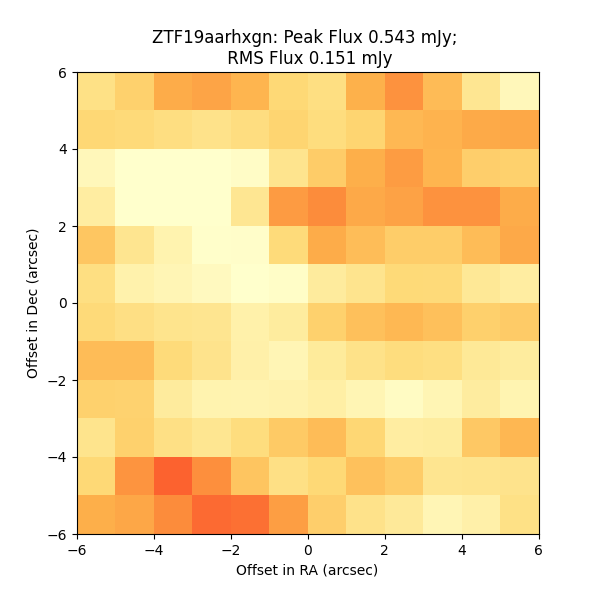 ZTF19aarhxgn: Peak Flux 0.543 mJy;
RMS Flux 0.151 mJy
6
4
2
0
−2
−4
−6
Offset in Dec (arcsec)
−6 −4 −2 0 2 4 6
Offset in RA (arcsec)